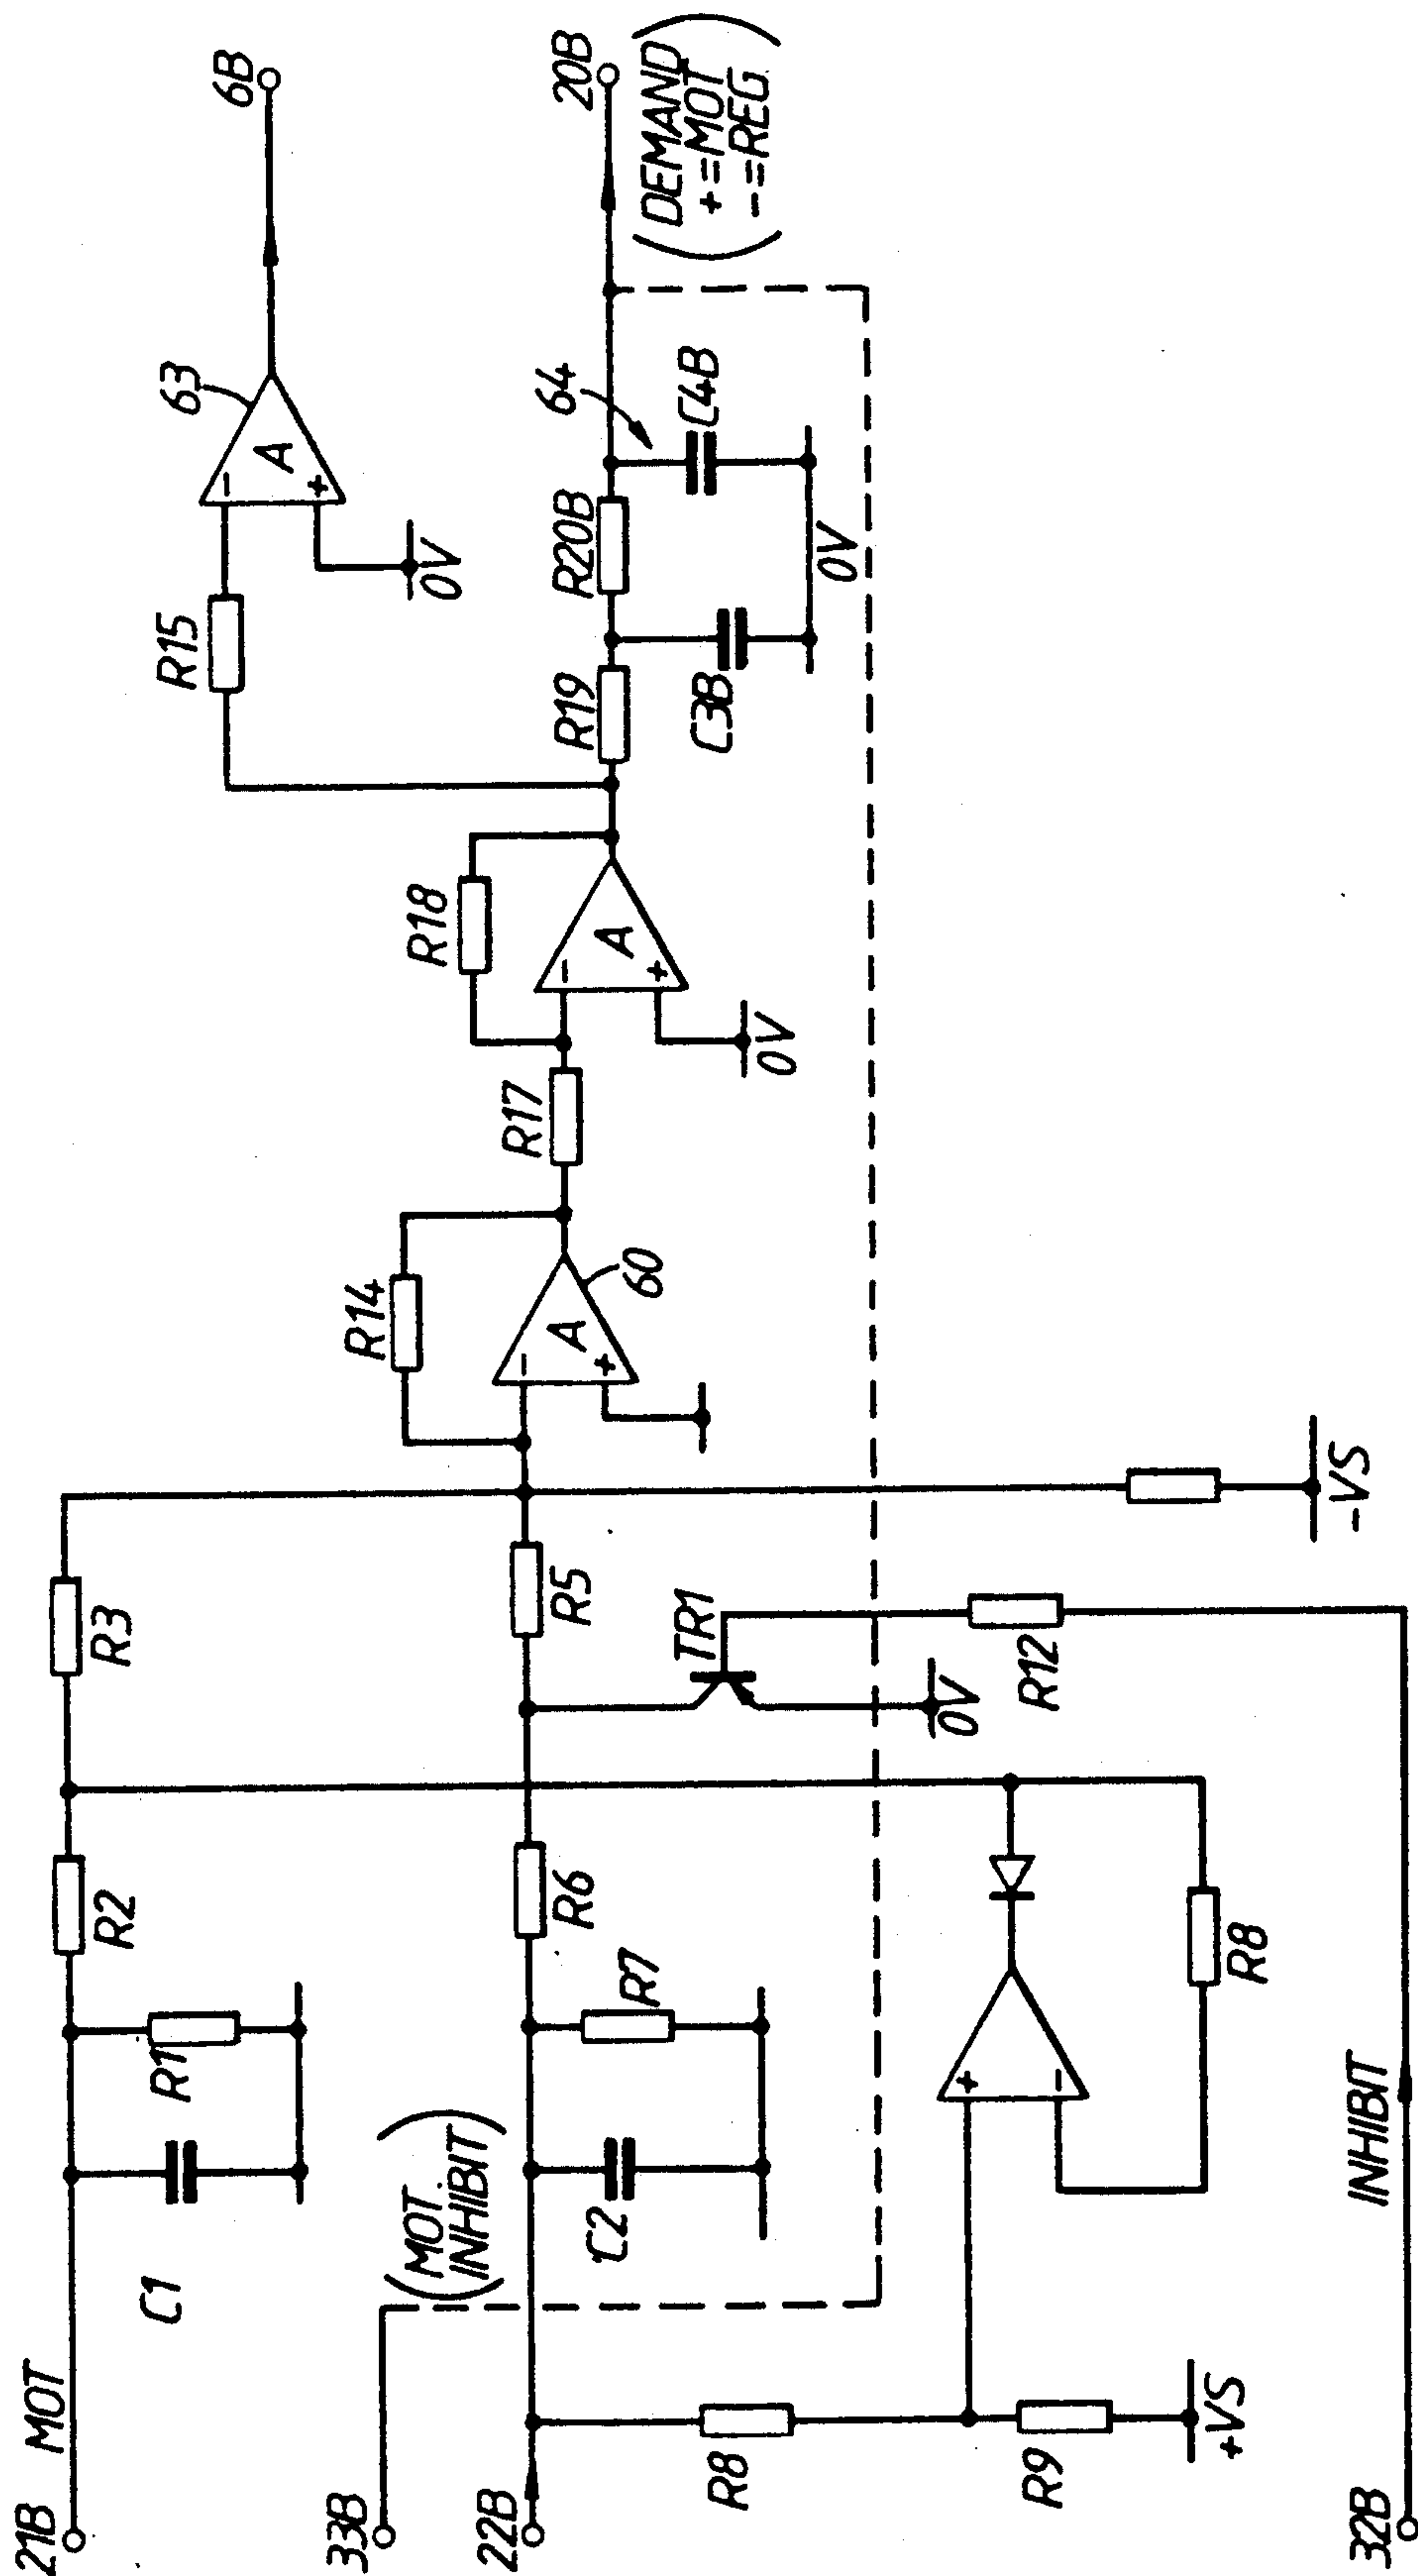 21B
MOT
C1
R1
R2
R3
33B
(MOT.
INHIBIT)
22B
C2
R7
R6
R5
TR1
0V
R8
R9
+VS
+
−
R8
R12
32B
INHIBIT
-VS
R14
−
A
+
60
R17
R18
−
A
+
0V
R15
−
A
+
63
0V
6B
R19
R20B
64
C3B
C4B
0V
20B
(DEMAND
+=MOT
-=REG.)